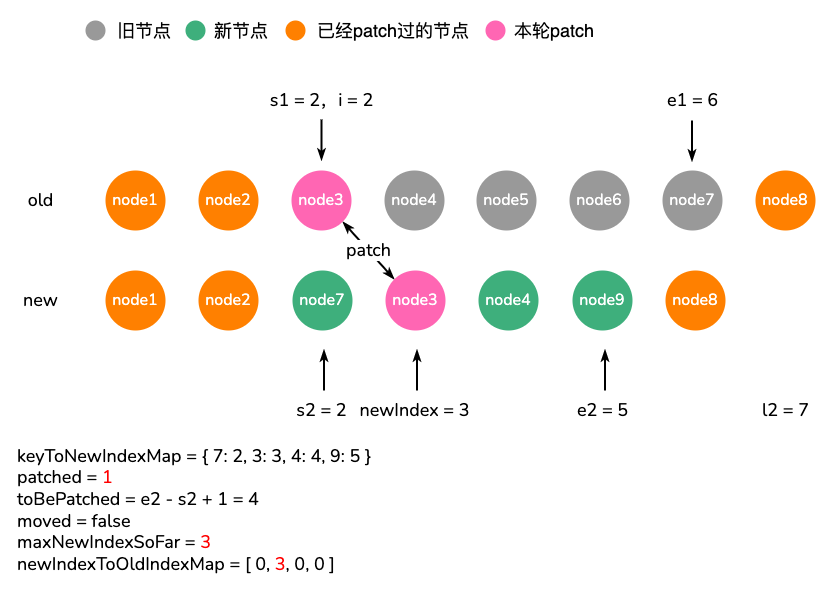 旧节点 新节点 已经patch过的节点 本轮patch
s1 = 2, i = 2 e1 = 6
old node1 node2 node3 node4 node5 node6 node7 node8
patch
new node1 node2 node7 node3 node4 node9 node8
s2 = 2 newIndex = 3 e2 = 5 l2 = 7
keyToNewIndexMap = { 7: 2, 3: 3, 4: 4, 9: 5 }
patched = 1
toBePatched = e2 - s2 + 1 = 4
moved = false
maxNewIndexSoFar = 3
newIndexToOldIndexMap = [ 0, 3, 0, 0 ]